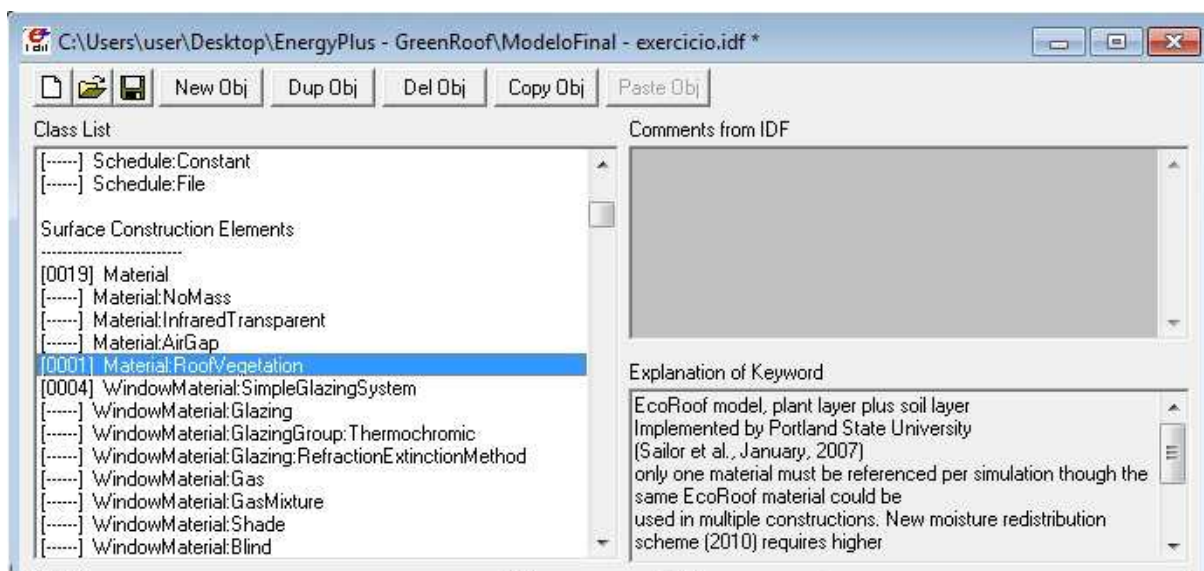 C:\Users\user\Desktop\EnergyPlus - GreenRoof\ModeloFinal - exercicio.idf *
New Obj Dup Obj Del Obj Copy Obj Paste Obj
Class List
[------] Schedule:Constant
[------] Schedule:File
Surface Construction Elements
--------------------------
[0019] Material
[------] Material:NoMass
[------] Material:InfraredTransparent
[------] Material:AirGap
[0001] Material:RoofVegetation
[0004] WindowMaterial:SimpleGlazingSystem
[------] WindowMaterial:Glazing
[------] WindowMaterial:GlazingGroup:Thermochromic
[------] WindowMaterial:Glazing:RefractionExtinctionMethod
[------] WindowMaterial:Gas
[------] WindowMaterial:GasMixture
[------] WindowMaterial:Shade
[------] WindowMaterial:Blind
Comments from IDF
Explanation of Keyword
EcoRoof model, plant layer plus soil layer
Implemented by Portland State University
(Sailor et al., January, 2007)
only one material must be referenced per simulation though the
same EcoRoof material could be
used in multiple constructions. New moisture redistribution
scheme (2010) requires higher